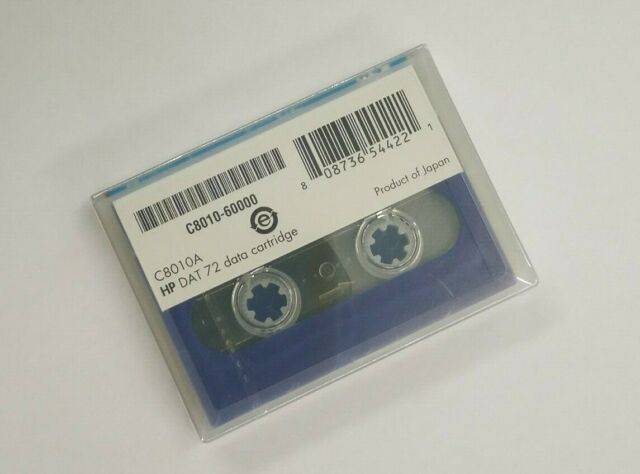 C8010-60000
8 08736 54422 1
Product of Japan
C8010A
HP DAT 72 data cartridge